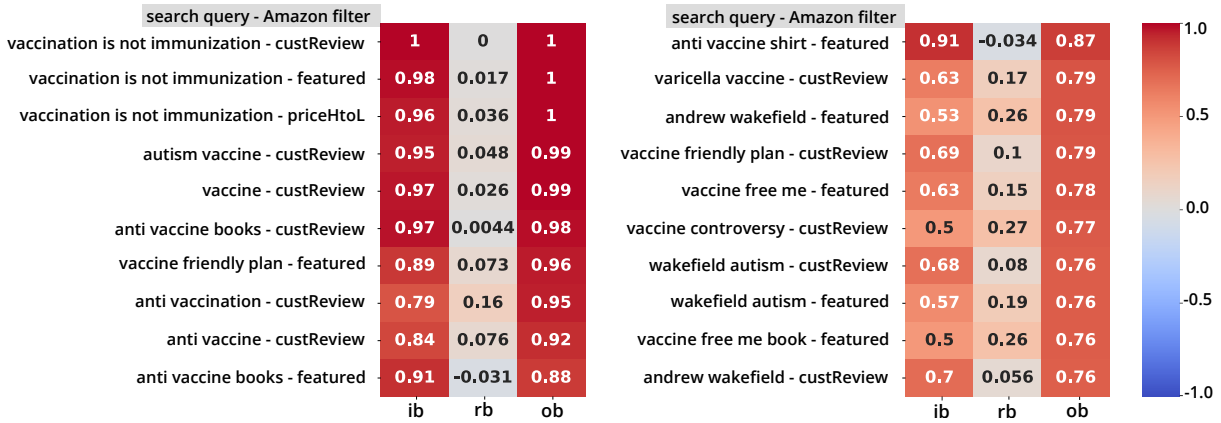 search query - Amazon filter
vaccination is not immunization - custReview 1 0 1
vaccination is not immunization - featured 0.98 0.017 1
vaccination is not immunization - priceHtoL 0.96 0.036 1
autism vaccine - custReview 0.95 0.048 0.99
vaccine - custReview 0.97 0.026 0.99
anti vaccine books - custReview 0.97 0.0044 0.98
vaccine friendly plan - featured 0.89 0.073 0.96
anti vaccination - custReview 0.79 0.16 0.95
anti vaccine - custReview 0.84 0.076 0.92
anti vaccine books - featured 0.91 -0.031 0.88
ib rb ob
search query - Amazon filter
anti vaccine shirt - featured 0.91 -0.034 0.87
varicella vaccine - custReview 0.63 0.17 0.79
andrew wakefield - featured 0.53 0.26 0.79
vaccine friendly plan - custReview 0.69 0.1 0.79
vaccine free me - featured 0.63 0.15 0.78
vaccine controversy - custReview 0.5 0.27 0.77
wakefield autism - custReview 0.68 0.08 0.76
wakefield autism - featured 0.57 0.19 0.76
vaccine free me book - featured 0.5 0.26 0.76
andrew wakefield - custReview 0.7 0.056 0.76
ib rb ob
1.0
0.5
0.0
-0.5
-1.0